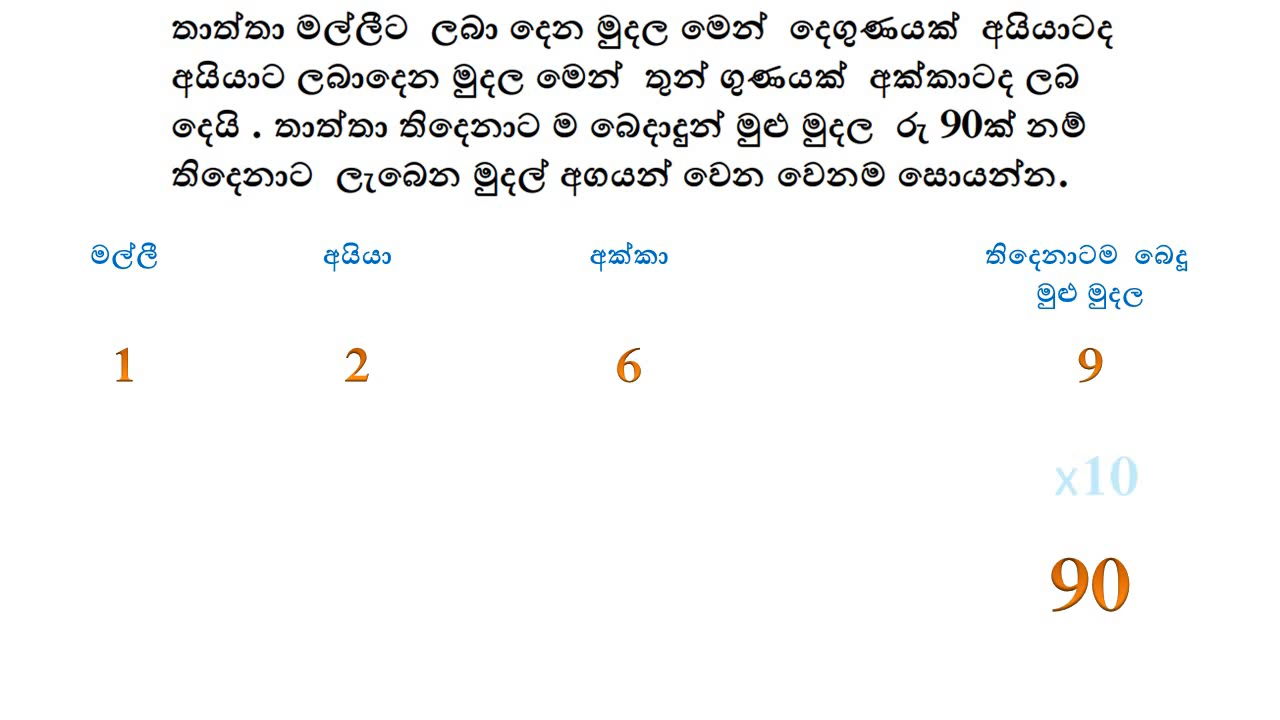 තාත්තා මල්ලීට ලබා දෙන මුදල මෙන් දෙගුණයක් අයියාටද
අයියාට ලබාදෙන මුදල මෙන් තුන් ගුණයක් අක්කාටද ලබ
දෙයි . තාත්තා තිදෙනාට ම බෙදාදුන් මුළු මුදල රු 90ක් නම්
තිදෙනාට ලැබෙන මුදල් අගයන් වෙන වෙනම සොයන්න.
මල්ලී අයියා අක්කා තිදෙනාටම බෙදූ
මුළු මුදල
1 2 6 9
x10
90